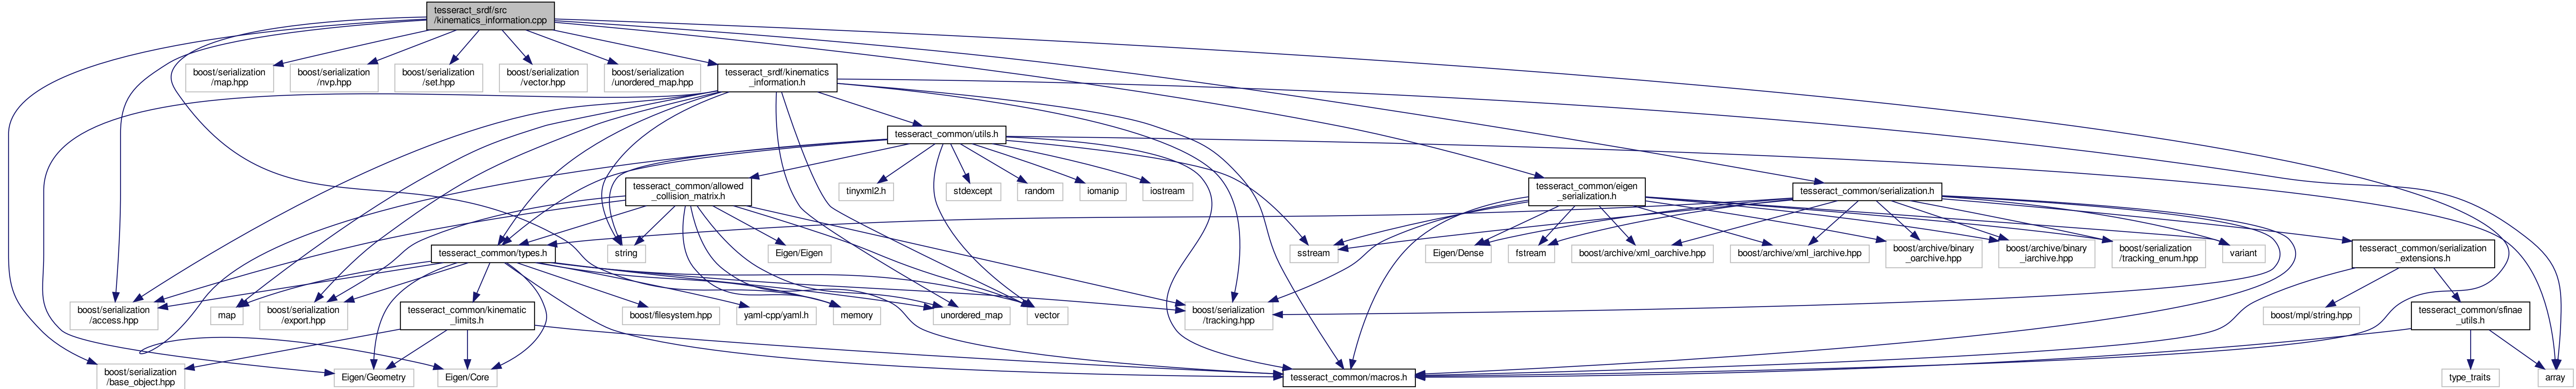 tesseract_srdf/src
/kinematics_information.cpp
boost/serialization
/map.hpp
boost/serialization
/nvp.hpp
boost/serialization
/set.hpp
boost/serialization
/vector.hpp
boost/serialization
/unordered_map.hpp
tesseract_srdf/kinematics
_information.h
tesseract_common/utils.h
tesseract_common/allowed
_collision_matrix.h
tinyxml2.h
stdexcept
random
iomanip
iostream
tesseract_common/eigen
_serialization.h
tesseract_common/serialization.h
tesseract_common/types.h
string
Eigen/Eigen
sstream
Eigen/Dense
fstream
boost/archive/xml_oarchive.hpp
boost/archive/xml_iarchive.hpp
boost/archive/binary
_oarchive.hpp
boost/archive/binary
_iarchive.hpp
boost/serialization
/tracking_enum.hpp
variant
tesseract_common/serialization
_extensions.h
boost/serialization
/access.hpp
map
boost/serialization
/export.hpp
tesseract_common/kinematic
_limits.h
boost/filesystem.hpp
yaml-cpp/yaml.h
memory
unordered_map
vector
boost/serialization
/tracking.hpp
boost/mpl/string.hpp
tesseract_common/sfinae
_utils.h
boost/serialization
/base_object.hpp
Eigen/Geometry
Eigen/Core
tesseract_common/macros.h
type_traits
array